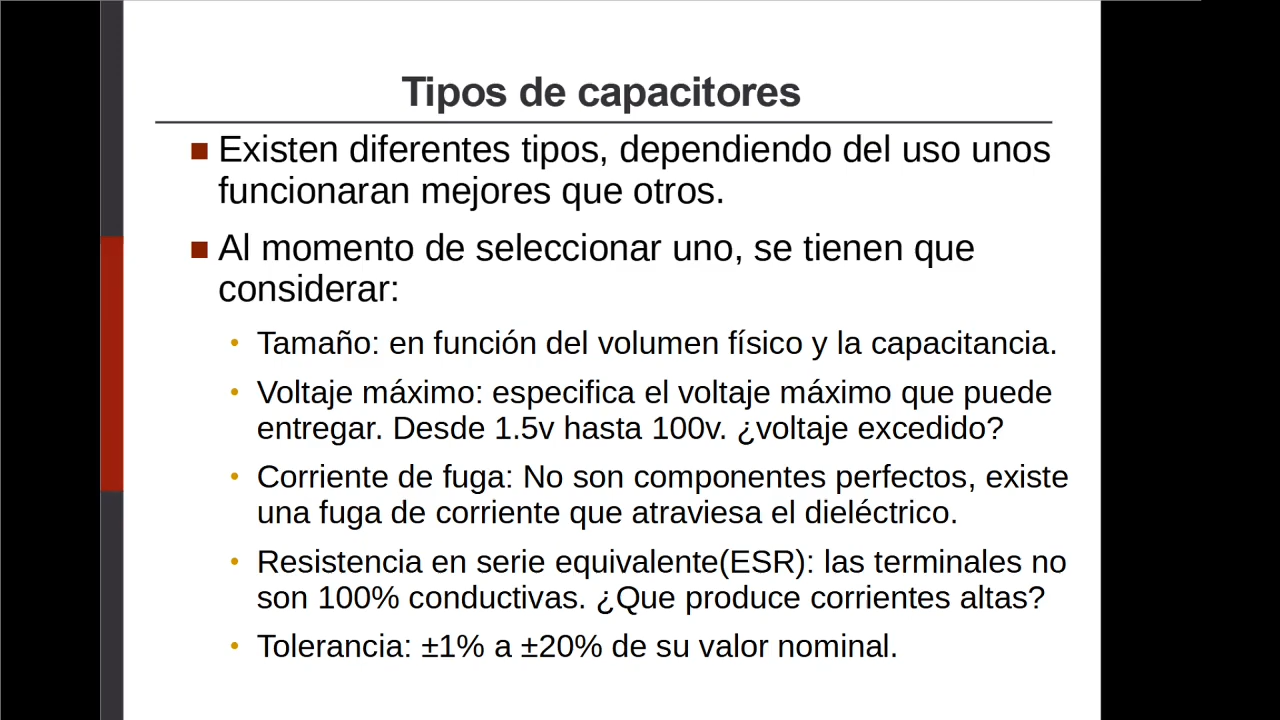 Tipos de capacitores
Existen diferentes tipos, dependiendo del uso unos
funcionaran mejores que otros.
Al momento de seleccionar uno, se tienen que
considerar:
Tamaño: en función del volumen físico y la capacitancia.
Voltaje máximo: especifica el voltaje máximo que puede
entregar. Desde 1.5v hasta 100v. ¿voltaje excedido?
Corriente de fuga: No son componentes perfectos, existe
una fuga de corriente que atraviesa el dieléctrico.
Resistencia en serie equivalente(ESR): las terminales no
son 100% conductivas. ¿Que produce corrientes altas?
Tolerancia: ±1% a ±20% de su valor nominal.